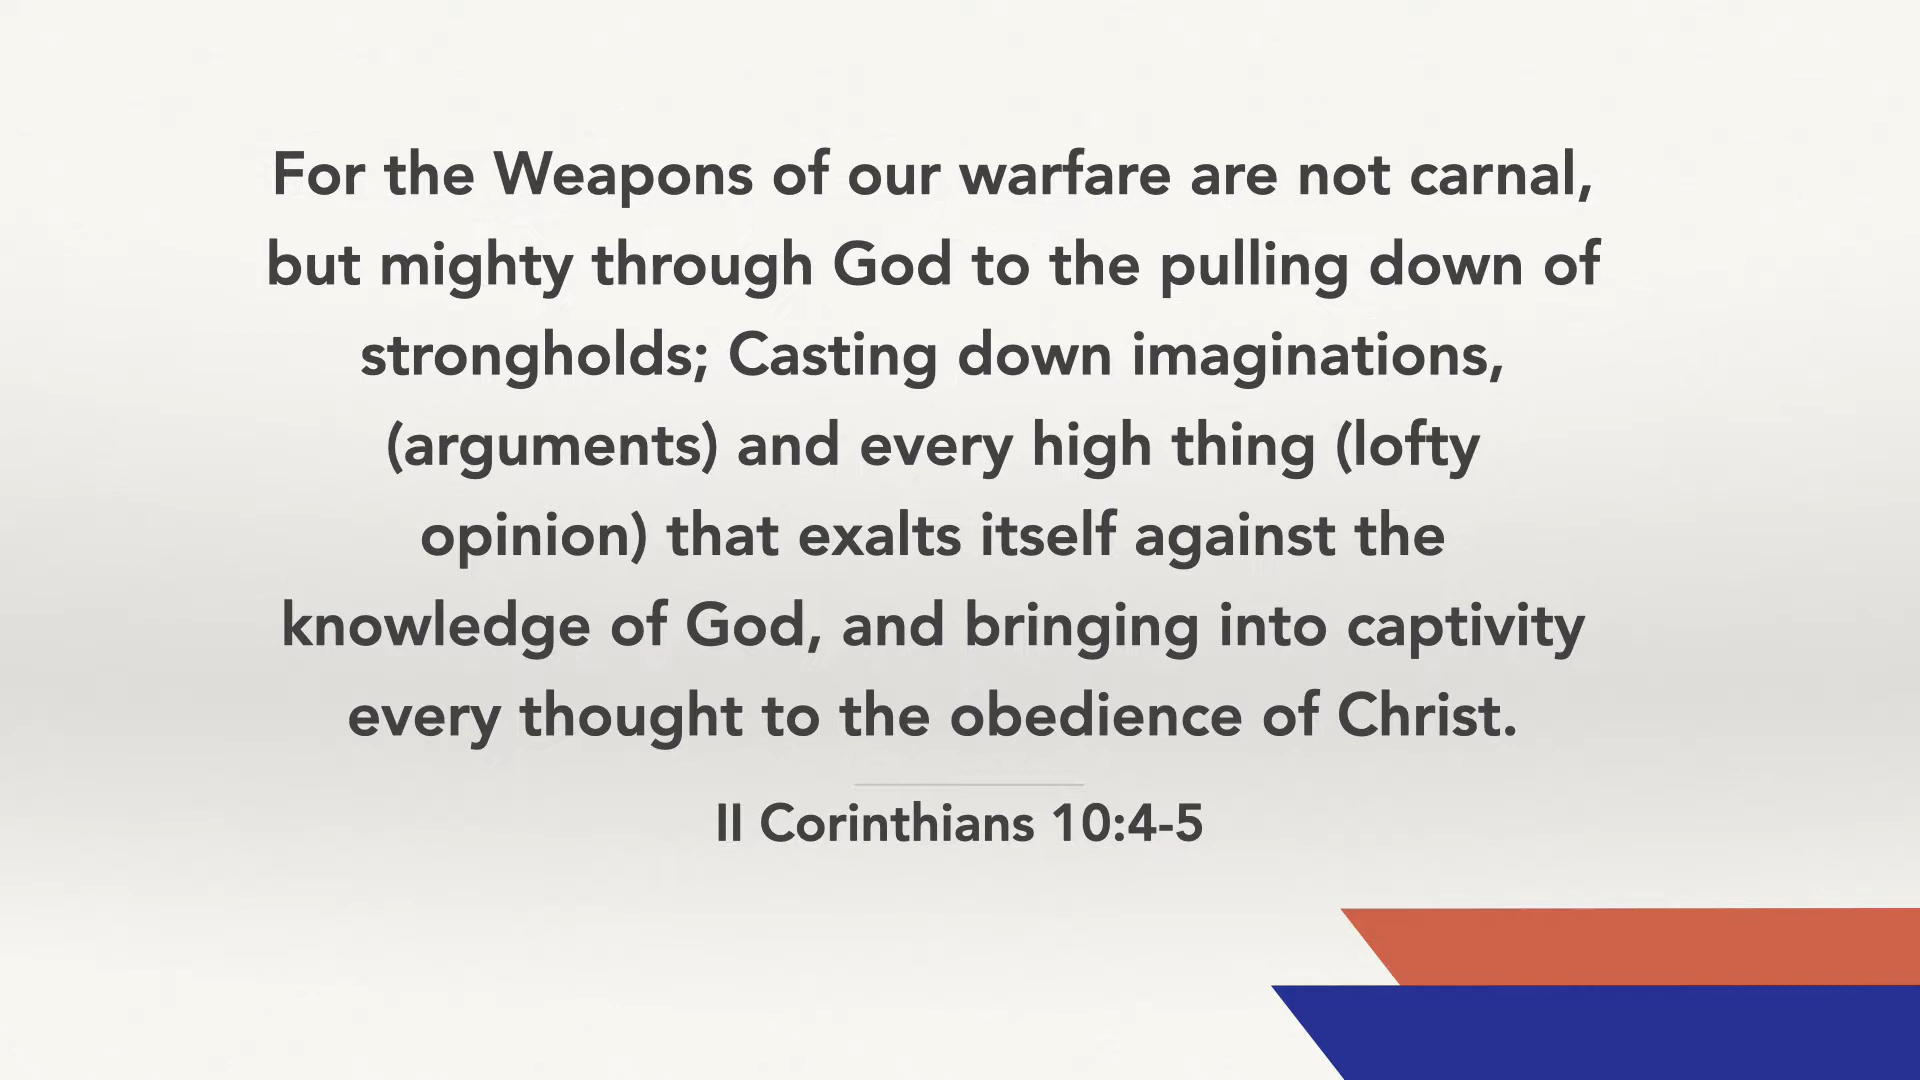 For the Weapons of our warfare are not carnal,
but mighty through God to the pulling down of
strongholds; Casting down imaginations,
(arguments) and every high thing (lofty
opinion) that exalts itself against the
knowledge of God, and bringing into captivity
every thought to the obedience of Christ.
II Corinthians 10:4-5